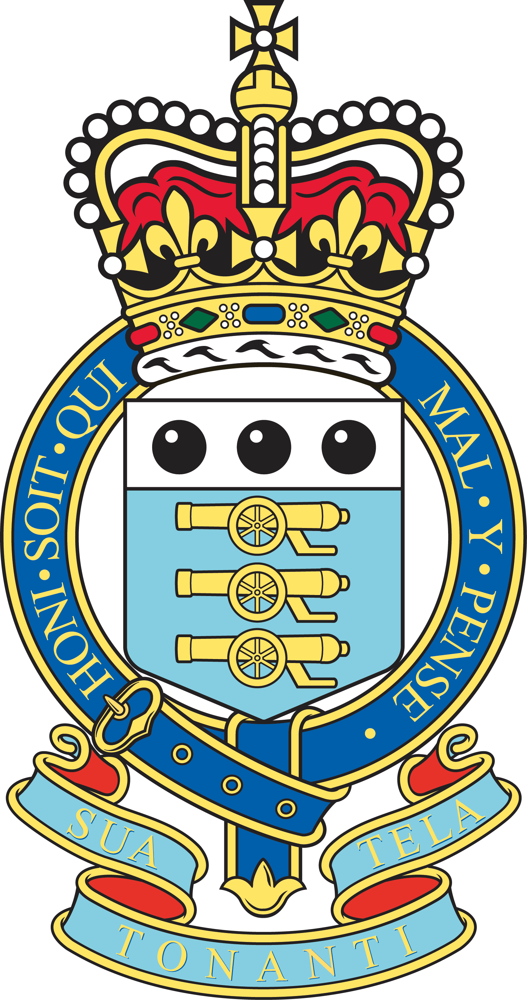 HONI · SOIT · QUI MAL · Y · PENSE ·
SUA TONANTI TELA